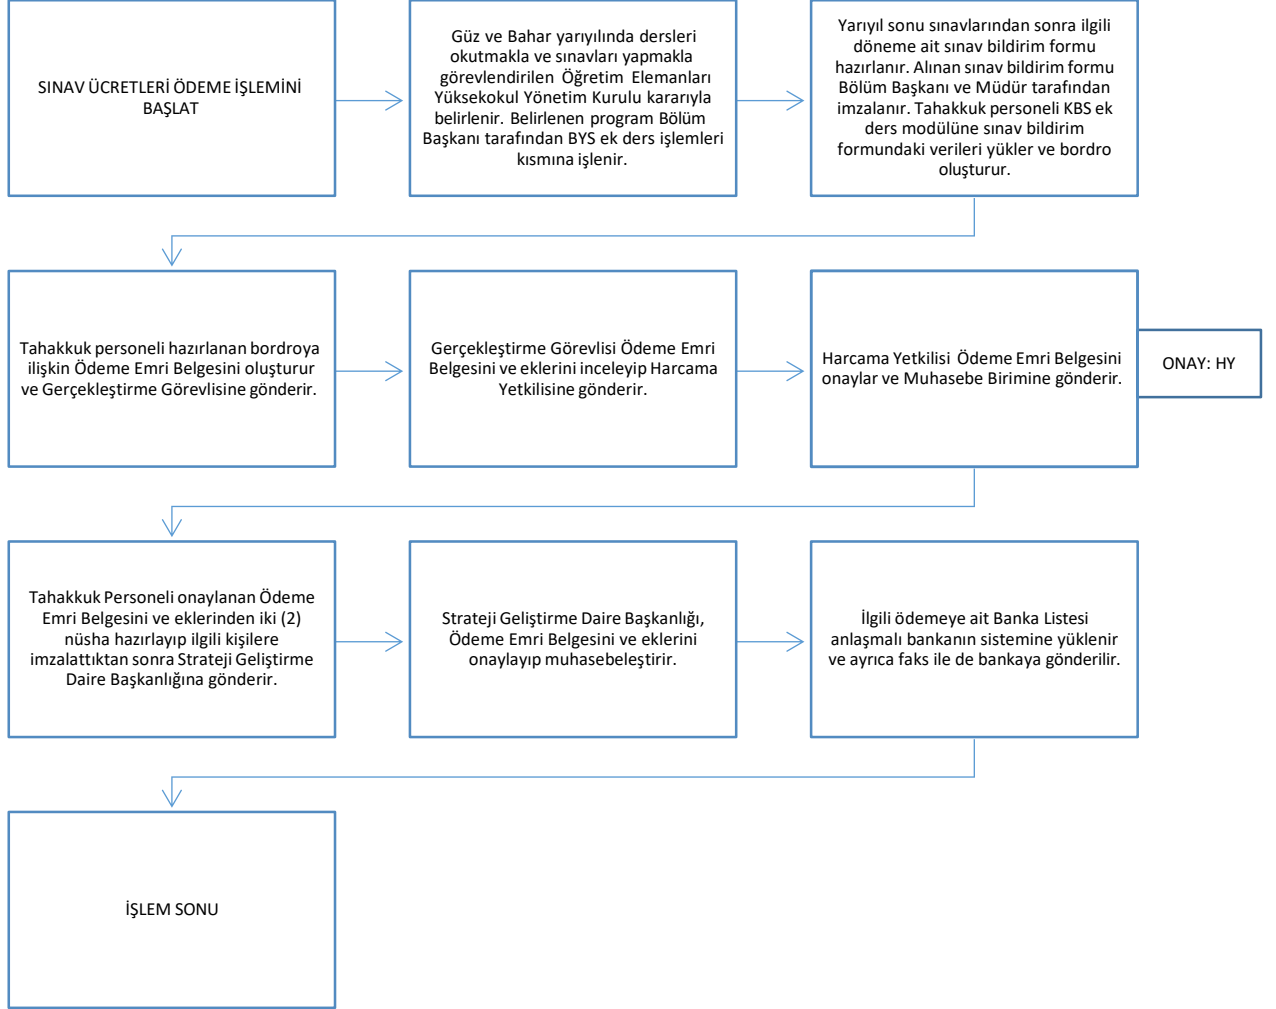 SINAV ÜCRETLERİ ÖDEME İŞLEMİNİ
BAŞLAT
Güz ve Bahar yarıyılında dersleri
okutmakla ve sınavları yapmakla
görevlendirilen Öğretim Elemanları
Yüksekokul Yönetim Kurulu kararıyla
belirlenir. Belirlenen program Bölüm
Başkanı tarafından BYS ek ders işlemleri
kısmına işlenir.
Yarıyıl sonu sınavlarından sonra ilgili
döneme ait sınav bildirim formu
hazırlanır. Alınan sınav bildirim formu
Bölüm Başkanı ve Müdür tarafından
imzalanır. Tahakkuk personeli KBS ek
ders modülüne sınav bildirim
formundaki verileri yükler ve bordro
oluşturur.
Tahakkuk personeli hazırlanan bordroya
ilişkin Ödeme Emri Belgesini oluşturur
ve Gerçekleştirme Görevlisine gönderir.
Gerçekleştirme Görevlisi Ödeme Emri
Belgesini ve eklerini inceleyip Harcama
Yetkilisine gönderir.
Harcama Yetkilisi Ödeme Emri Belgesini
onaylar ve Muhasebe Birimine gönderir.
ONAY: HY
Tahakkuk Personeli onaylanan Ödeme
Emri Belgesini ve eklerinden iki (2)
nüsha hazırlayıp ilgili kişilere
imzalattıktan sonra Strateji Geliştirme
Daire Başkanlığına gönderir.
Strateji Geliştirme Daire Başkanlığı,
Ödeme Emri Belgesini ve eklerini
onaylayıp muhasebeleştirir.
İlgili ödemeye ait Banka Listesi
anlaşmalı bankanın sistemine yüklenir
ve ayrıca faks ile de bankaya gönderilir.
İŞLEM SONU